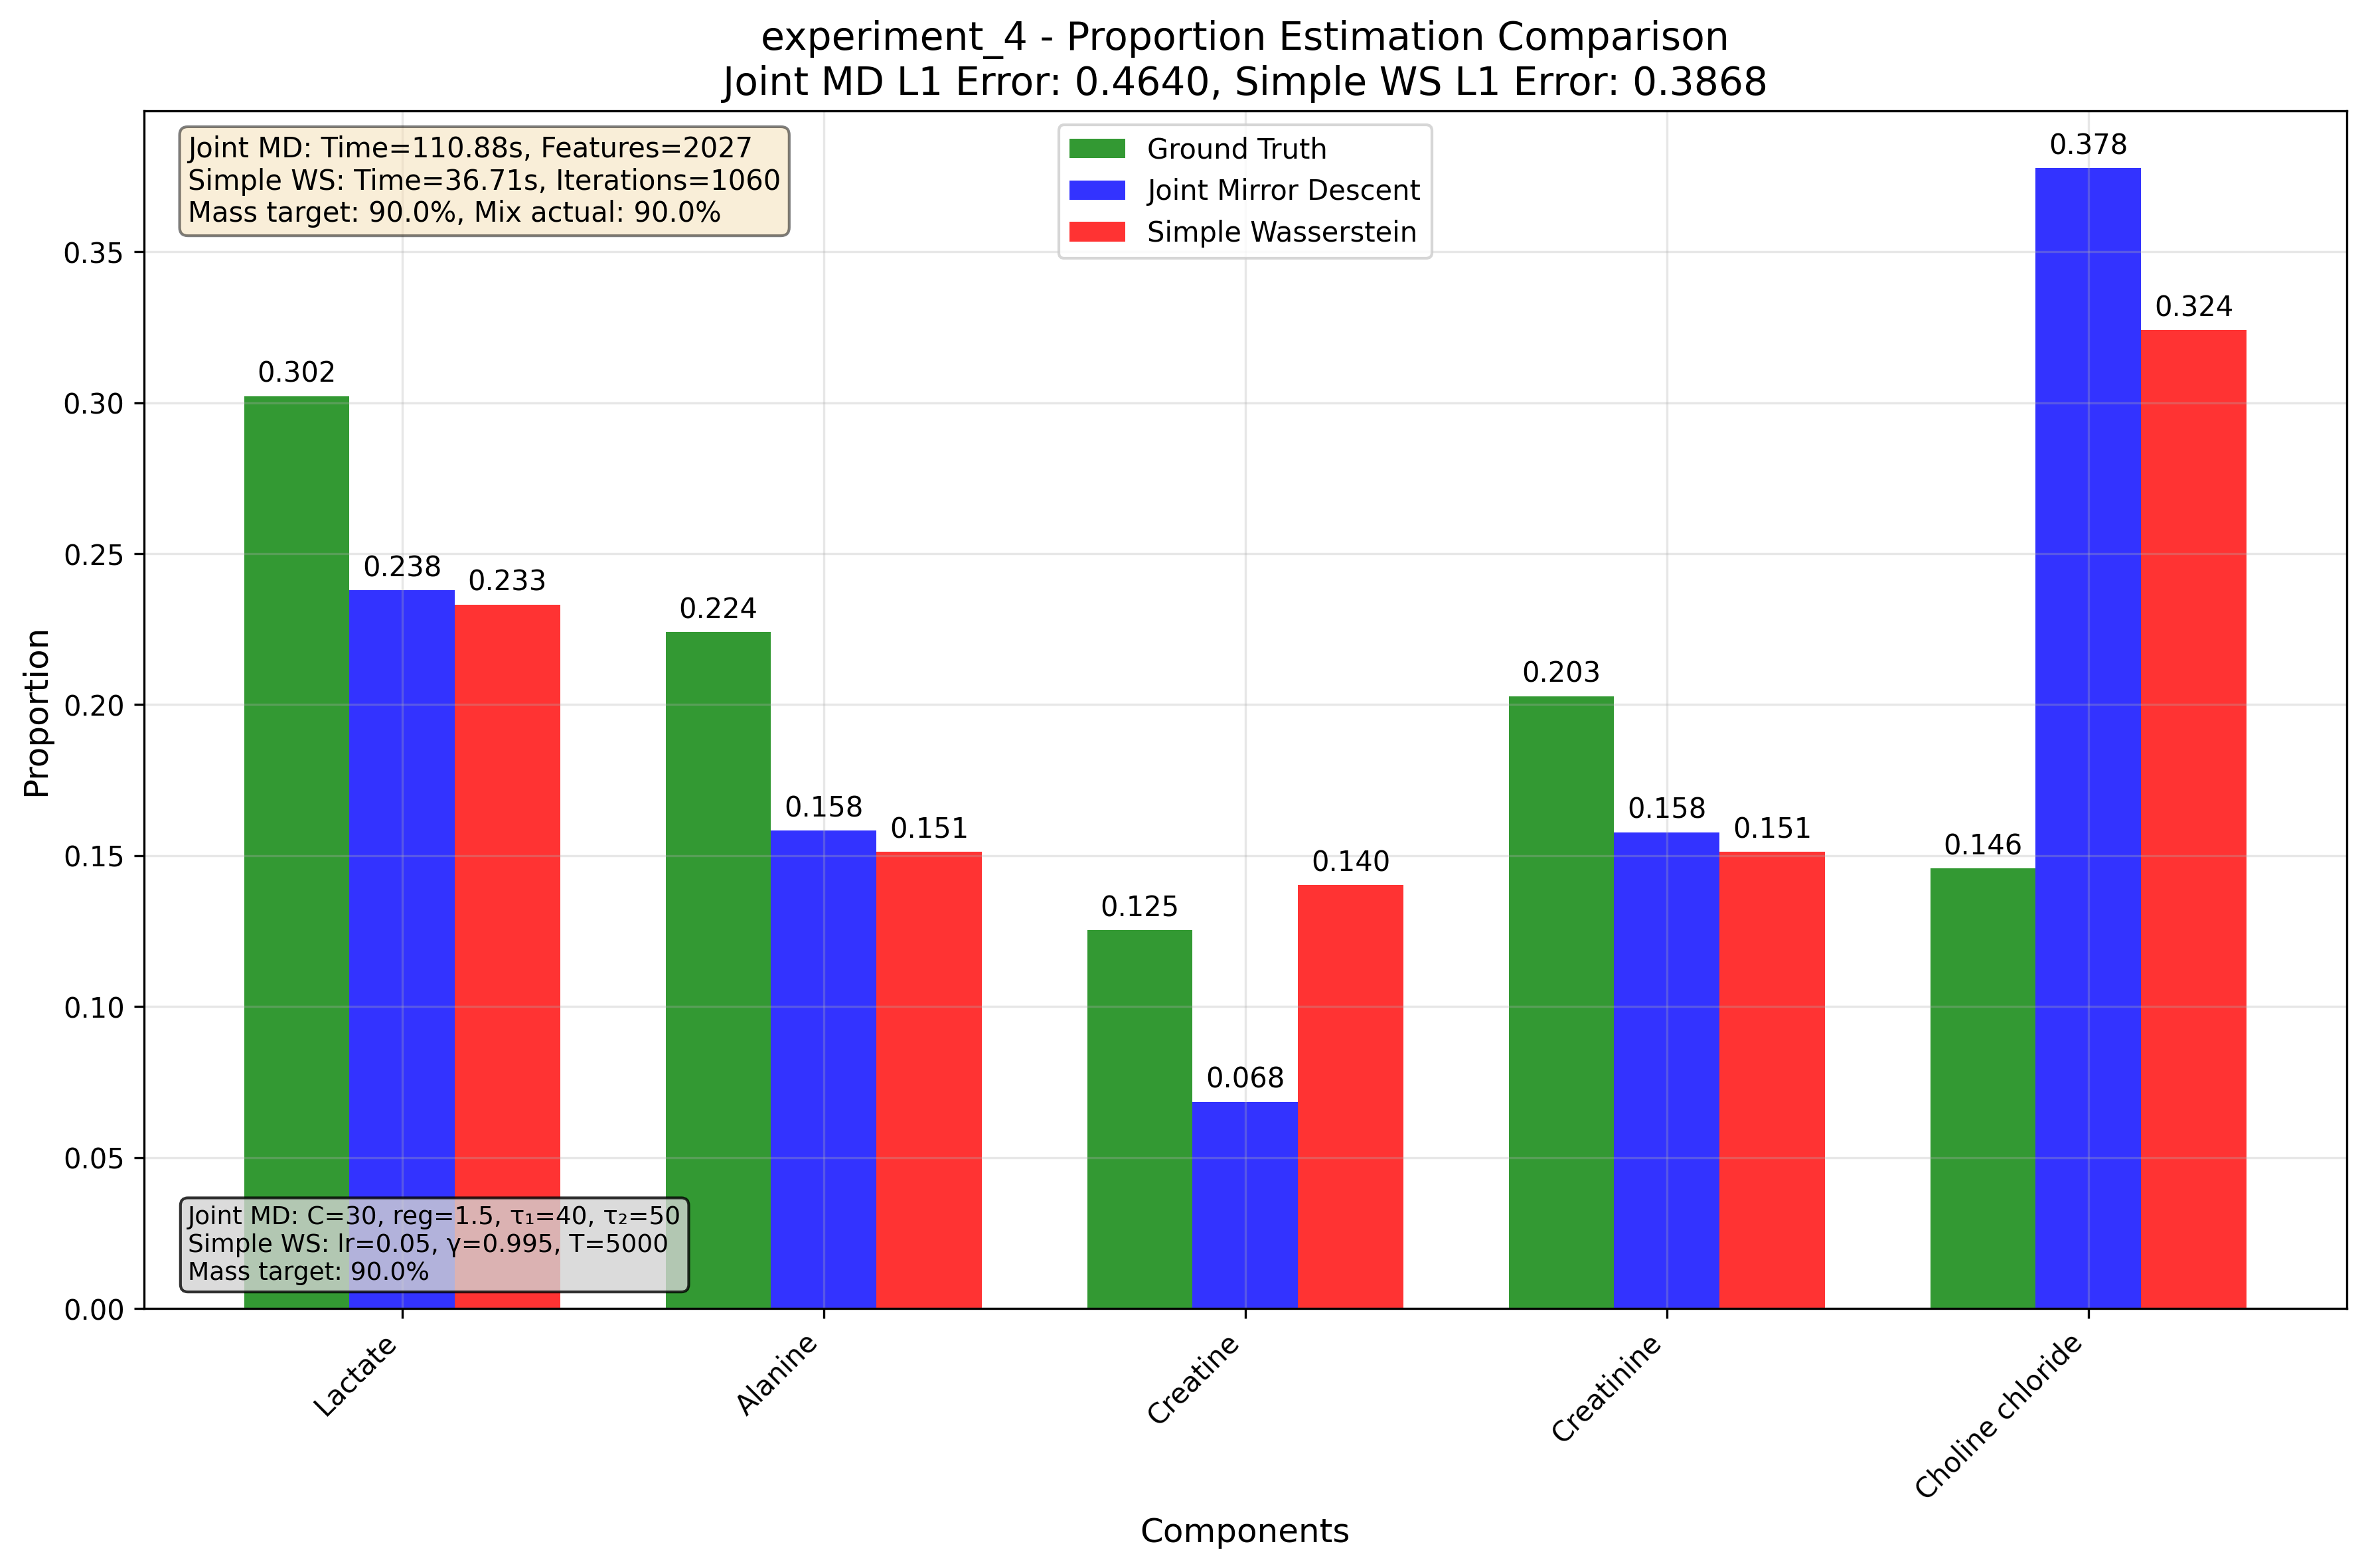 experiment_4 - Proportion Estimation Comparison
Joint MD L1 Error: 0.4640, Simple WS L1 Error: 0.3868
Joint MD: Time=110.88s, Features=2027
Simple WS: Time=36.71s, Iterations=1060
Mass target: 90.0%, Mix actual: 90.0%
Ground Truth
Joint Mirror Descent
Simple Wasserstein
Proportion
0.35
0.30
0.25
0.20
0.15
0.10
0.05
0.00
0.302
0.238
0.233
0.224
0.158
0.151
0.125
0.068
0.140
0.203
0.158
0.151
0.146
0.378
0.324
Joint MD: C=30, reg=1.5, τ₁=40, τ₂=50
Simple WS: lr=0.05, γ=0.995, T=5000
Mass target: 90.0%
Lactate
Alanine
Creatine
Creatinine
Choline chloride
Components